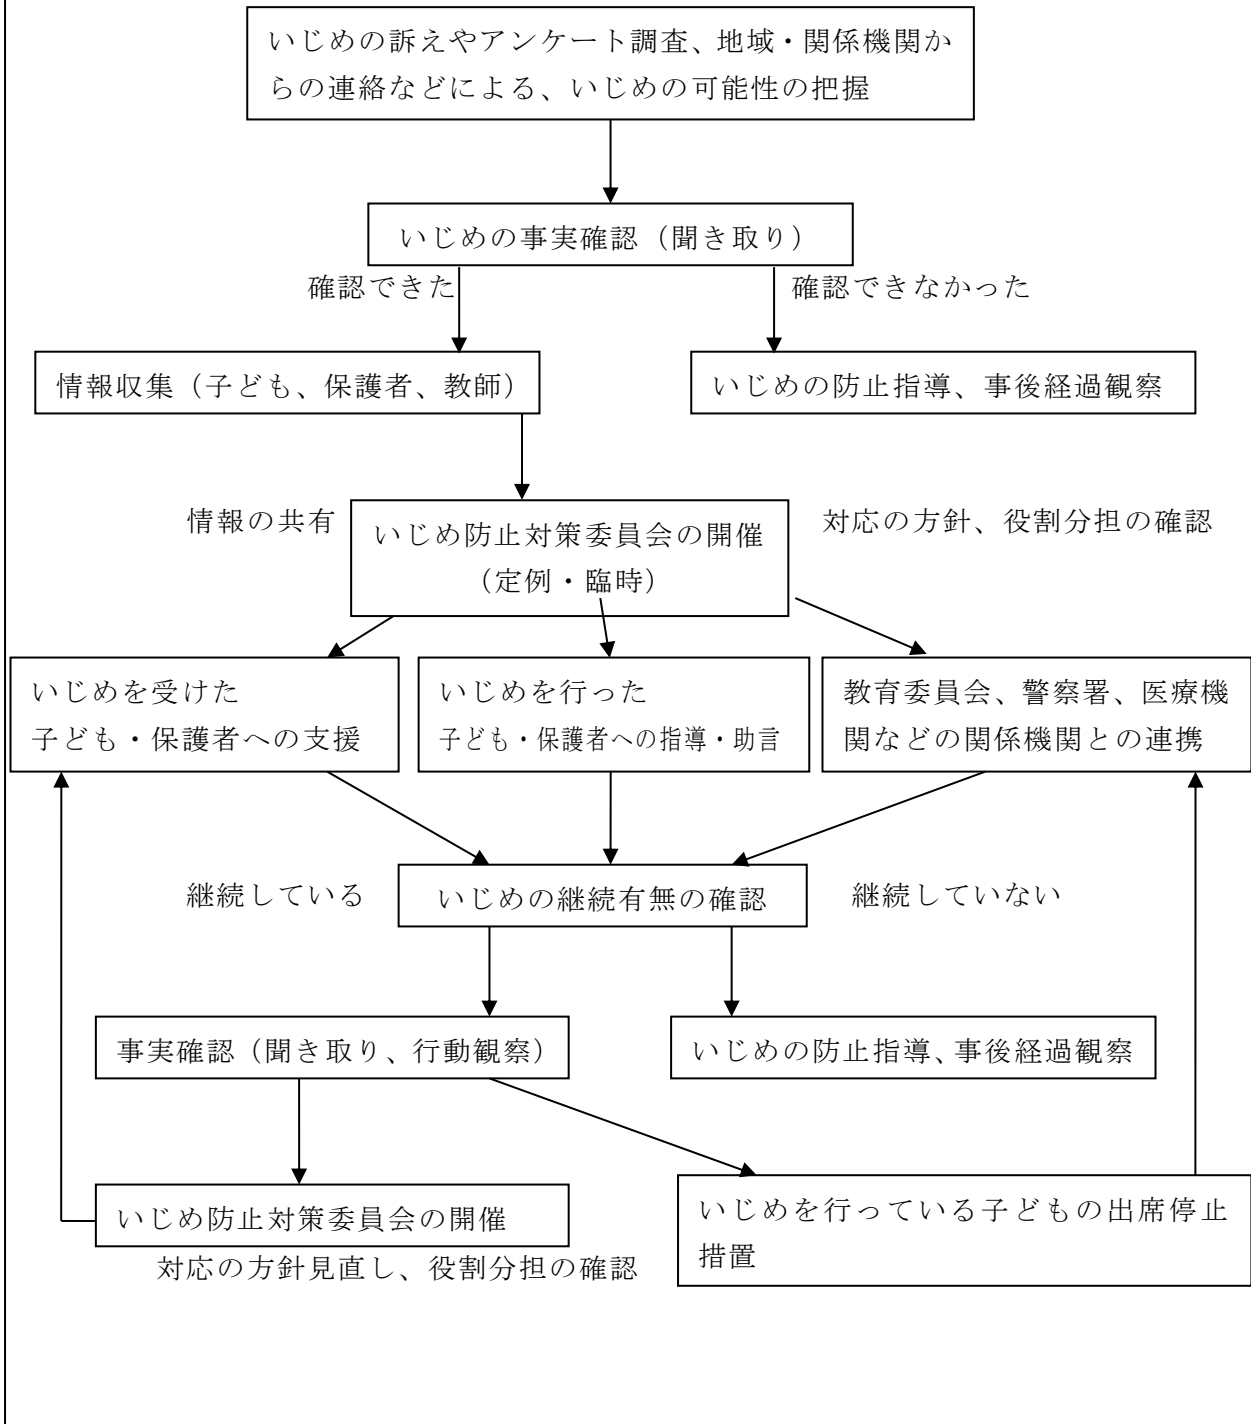 いじめの訴えやアンケート調査、地域・関係機関か
らの連絡などによる、いじめの可能性の把握
いじめの事実確認（聞き取り）
確認できた
確認できなかった
情報収集（子ども、保護者、教師）
いじめの防止指導、事後経過観察
情報の共有
いじめ防止対策委員会の開催
（定例・臨時）
対応の方針、役割分担の確認
いじめを受けた
子ども・保護者への支援
いじめを行った
子ども・保護者への指導・助言
教育委員会、警察署、医療機
関などの関係機関との連携
継続している
いじめの継続有無の確認
継続していない
事実確認（聞き取り、行動観察）
いじめの防止指導、事後経過観察
いじめ防止対策委員会の開催
対応の方針見直し、役割分担の確認
いじめを行っている子どもの出席停止
措置